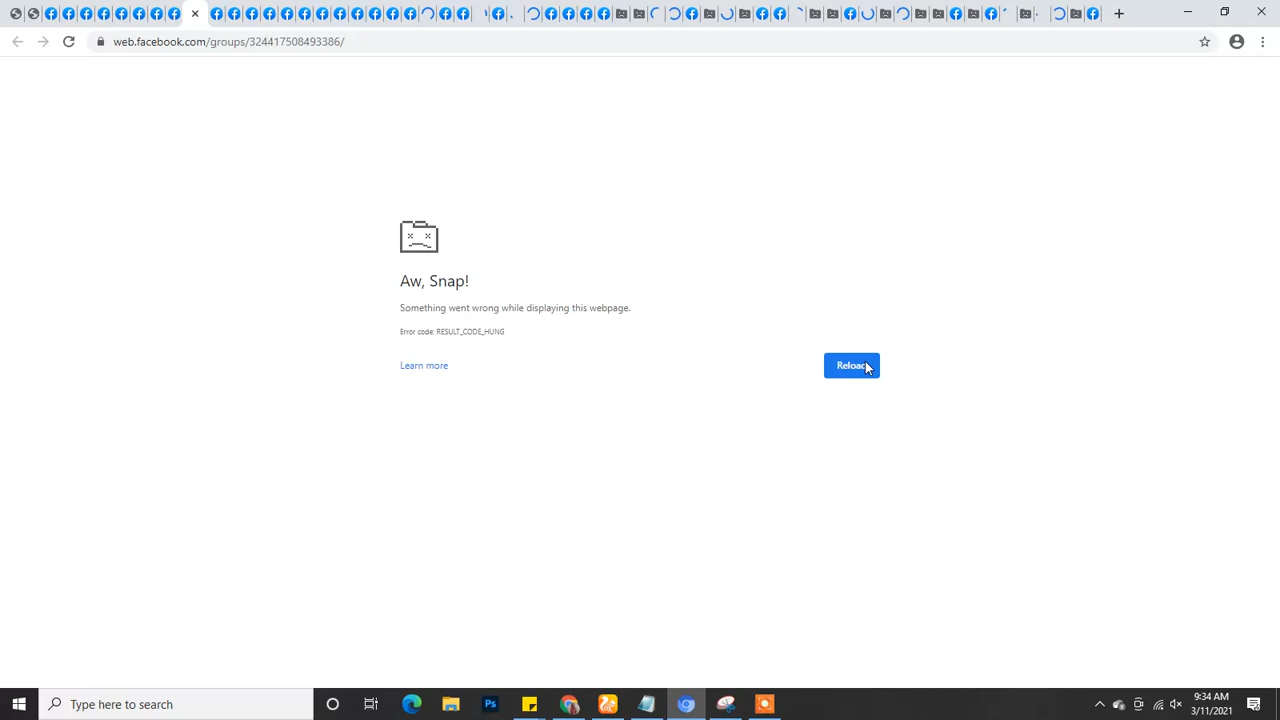 web.facebook.com/groups/324417508493386/
Aw, Snap!
Something went wrong while displaying this webpage.
Error code: RESULT_CODE_HUNG
Learn more
Reload
Type here to search
Ps
9:34 AM
3/11/2021